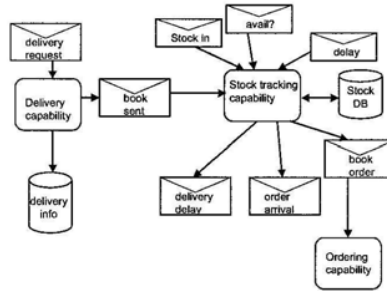 delivery
request
Stock in
avail?
delay
Delivery
capability
book
sent
Stock tracking
capability
Stock
DB
delivery
info
delivery
delay
order
arrival
book
order
Ordering
capability